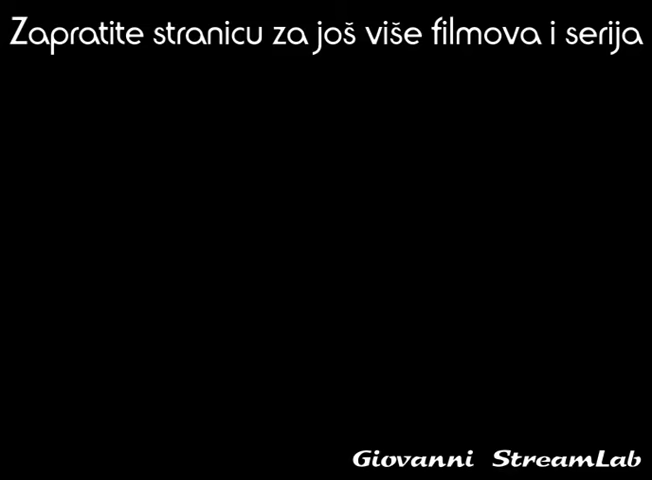 Zapratite stranicu za još više filmova i serija
Giovanni StreamLab